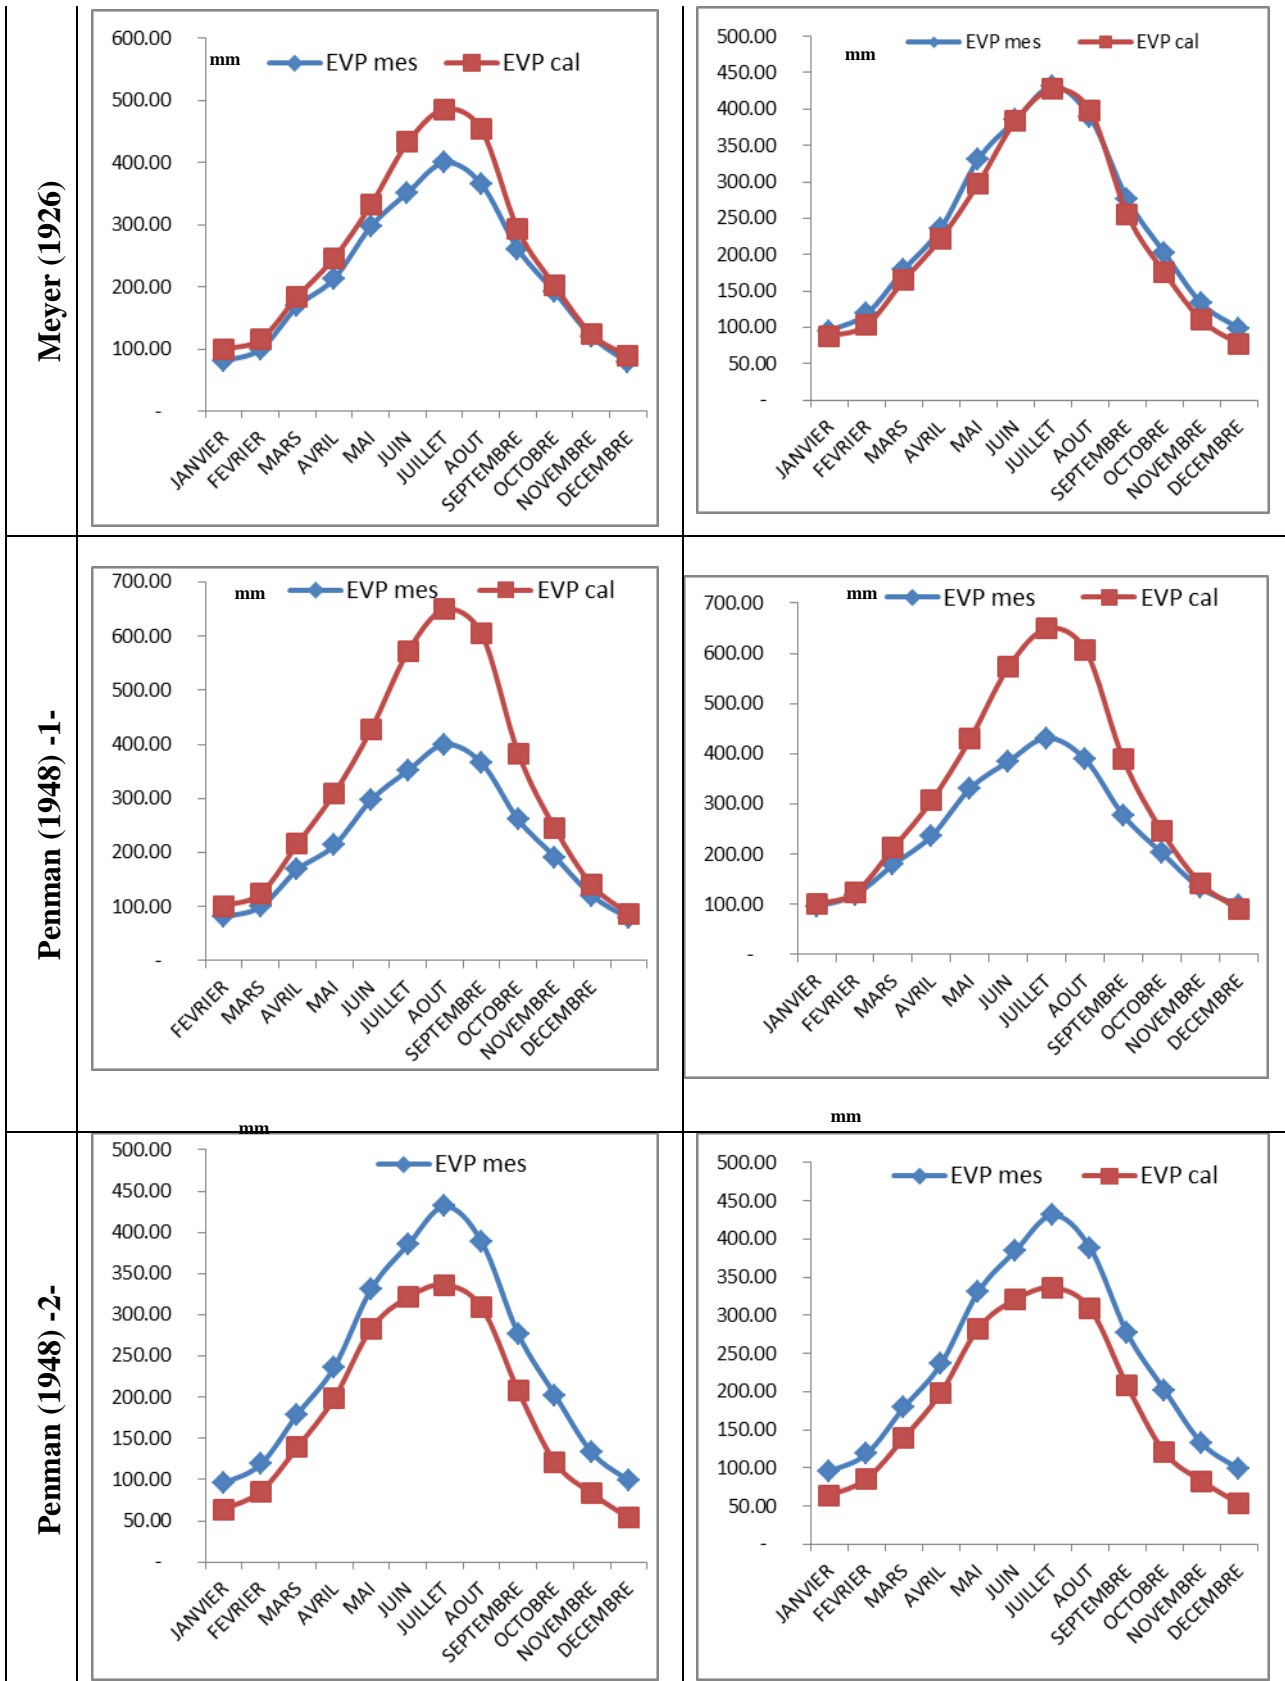 Meyer (1926)
mm
EVP mes
EVP cal
600.00
500.00
400.00
300.00
200.00
100.00
-
JANVIER
FEVRIER
MARS
AVRIL
MAI
JUIN
JUILLET
AOUT
SEPTEMBRE
OCTOBRE
NOVEMBRE
DECEMBRE
mm
EVP mes
EVP cal
500.00
450.00
400.00
350.00
300.00
250.00
200.00
150.00
100.00
50.00
-
JANVIER
FEVRIER
MARS
AVRIL
MAI
JUIN
JUILLET
AOUT
SEPTEMBRE
OCTOBRE
NOVEMBRE
DECEMBRE
Penman (1948) -1-
mm
EVP mes
EVP cal
700.00
600.00
500.00
400.00
300.00
200.00
100.00
-
FEVRIER
MARS
AVRIL
MAI
JUIN
JUILLET
AOUT
SEPTEMBRE
OCTOBRE
NOVEMBRE
DECEMBRE
mm
EVP mes
EVP cal
700.00
600.00
500.00
400.00
300.00
200.00
100.00
-
JANVIER
FEVRIER
MARS
AVRIL
MAI
JUIN
JUILLET
AOUT
SEPTEMBRE
OCTOBRE
NOVEMBRE
DECEMBRE
Penman (1948) -2-
mm
EVP mes
500.00
450.00
400.00
350.00
300.00
250.00
200.00
150.00
100.00
50.00
-
JANVIER
FEVRIER
MARS
AVRIL
MAI
JUIN
JUILLET
AOUT
SEPTEMBRE
OCTOBRE
NOVEMBRE
DECEMBRE
mm
EVP mes
EVP cal
500.00
450.00
400.00
350.00
300.00
250.00
200.00
150.00
100.00
50.00
-
JANVIER
FEVRIER
MARS
AVRIL
MAI
JUIN
JUILLET
AOUT
SEPTEMBRE
OCTOBRE
NOVEMBRE
DECEMBRE